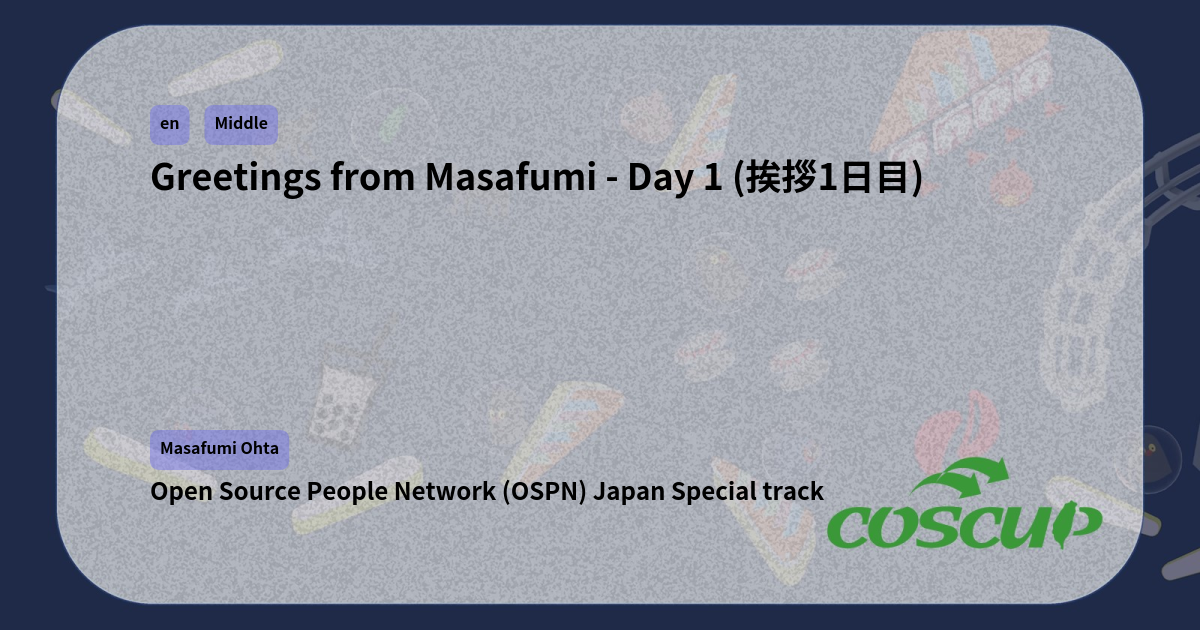 en Middle
Greetings from Masafumi - Day 1 (挨拶1日目)
Masafumi Ohta
Open Source People Network (OSPN) Japan Special track
COSCUP